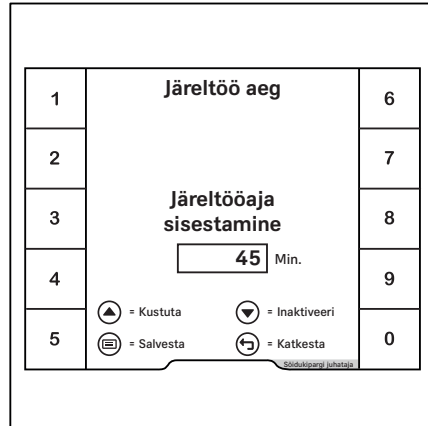 Järeltöö aeg
1
2
3
4
5
6
7
8
9
0
Järeltööaja
sisestamine
45 Min.
= Kustuta
= Inaktiveeri
= Salvesta
= Katkesta
Sõidukipargi juhataja